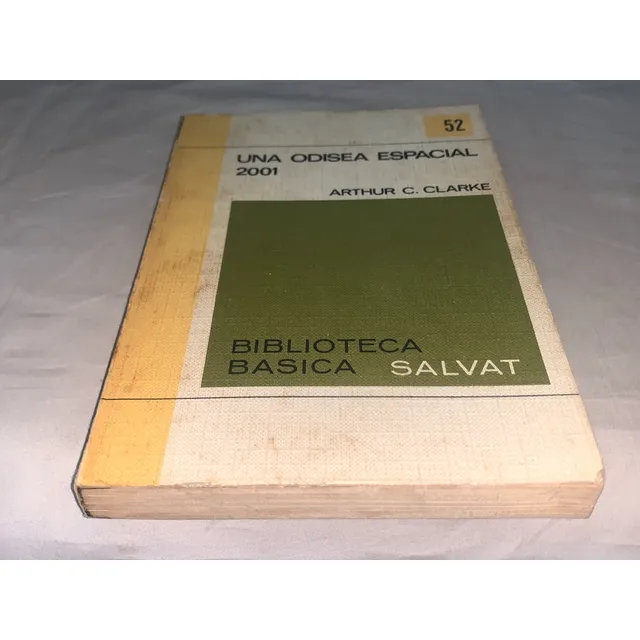 52
UNA ODISEA ESPACIAL
2001
ARTHUR C. CLARKE
BIBLIOTECA
BASICA SALVAT